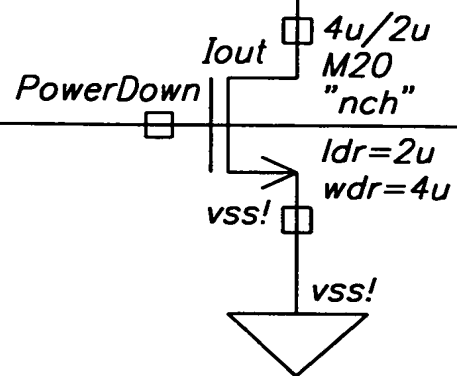 4u/2u
Iout
M20
PowerDown
"nch"
ldr=2u
wdr=4u
vss!
vss!